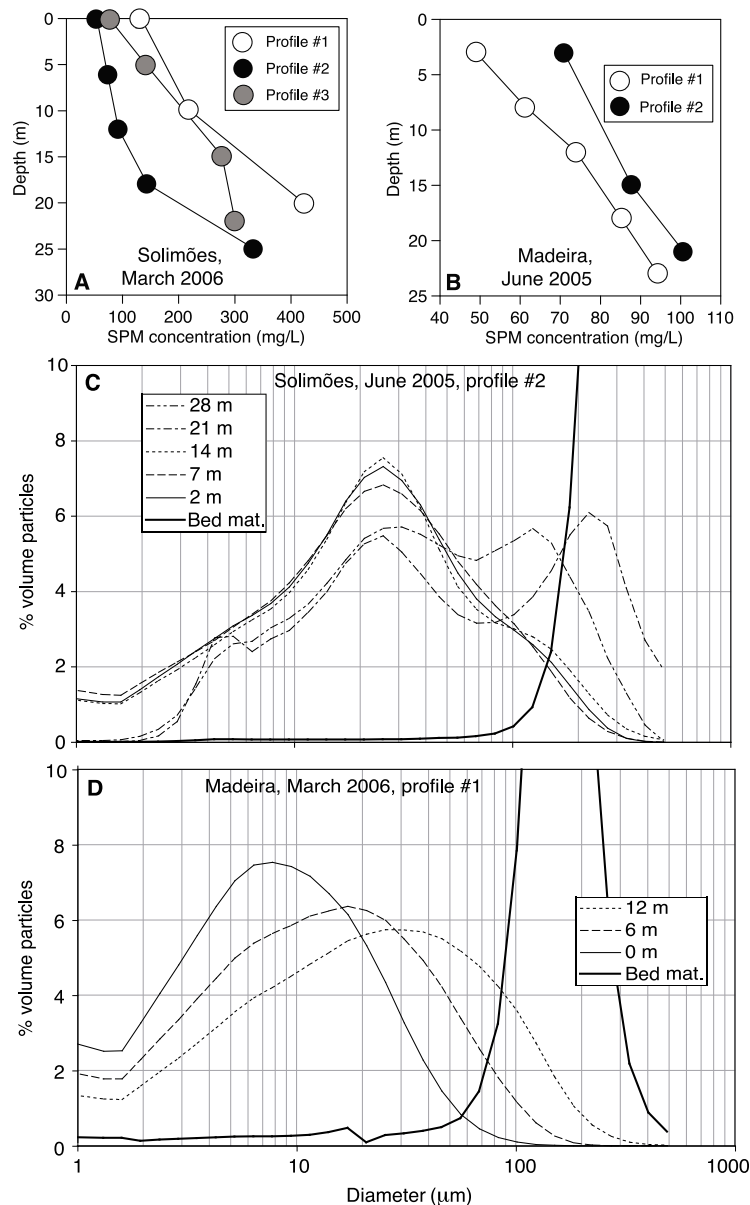 0
5
10
15
20
25
30
Depth (m)
0 100 200 300 400 500
SPM concentration (mg/L)
Profile #1
Profile #2
Profile #3
Solimões,
March 2006
A
0
5
10
15
20
25
Depth (m)
40 50 60 70 80 90 100 110
SPM concentration (mg/L)
Profile #1
Profile #2
Madeira,
June 2005
B
10
8
6
4
2
0
% volume particles
C
Solimões, June 2005, profile #2
28 m
21 m
14 m
7 m
2 m
Bed mat.
10
8
6
4
2
0
% volume particles
D
Madeira, March 2006, profile #1
12 m
6 m
0 m
Bed mat.
1 10 100 1000
Diameter (μm)